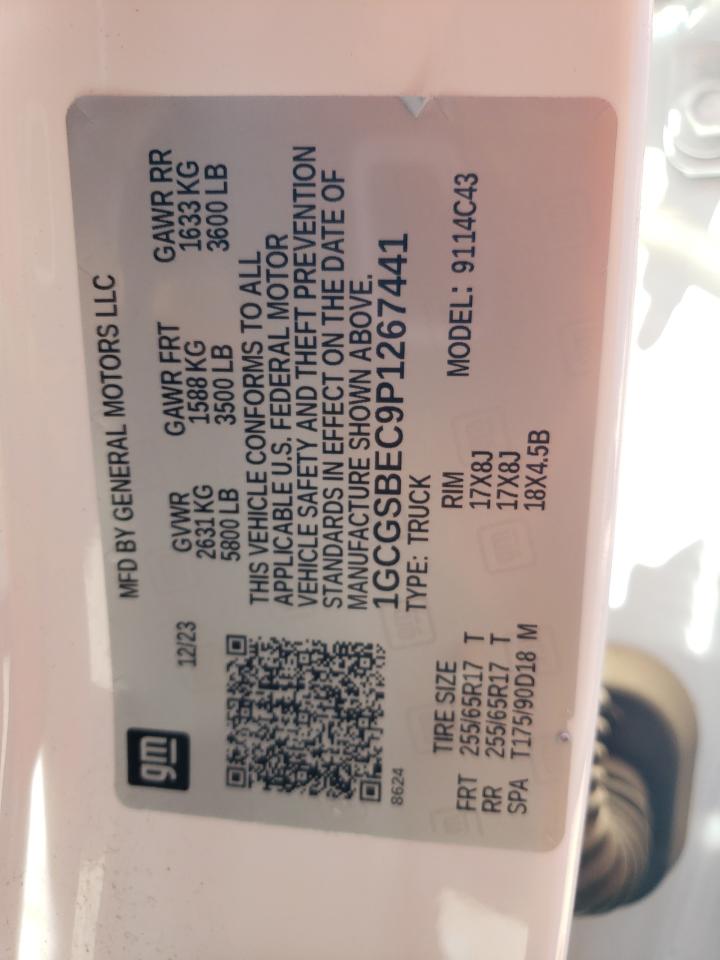 gm
MFD BY GENERAL MOTORS LLC
12/23
GVWR GAWR FRT GAWR RR
2631 KG 1588 KG 1633 KG
5800 LB 3500 LB 3600 LB
THIS VEHICLE CONFORMS TO ALL
APPLICABLE U.S. FEDERAL MOTOR
VEHICLE SAFETY AND THEFT PREVENTION
STANDARDS IN EFFECT ON THE DATE OF
MANUFACTURE SHOWN ABOVE.
1GCGSBEC9P1267441
8624
TYPE: TRUCK
MODEL: 9114C43
TIRE SIZE RIM
FRT 255/65R17 T 17X8J
RR 255/65R17 T 17X8J
SPA T175/90D18 M 18X4.5B